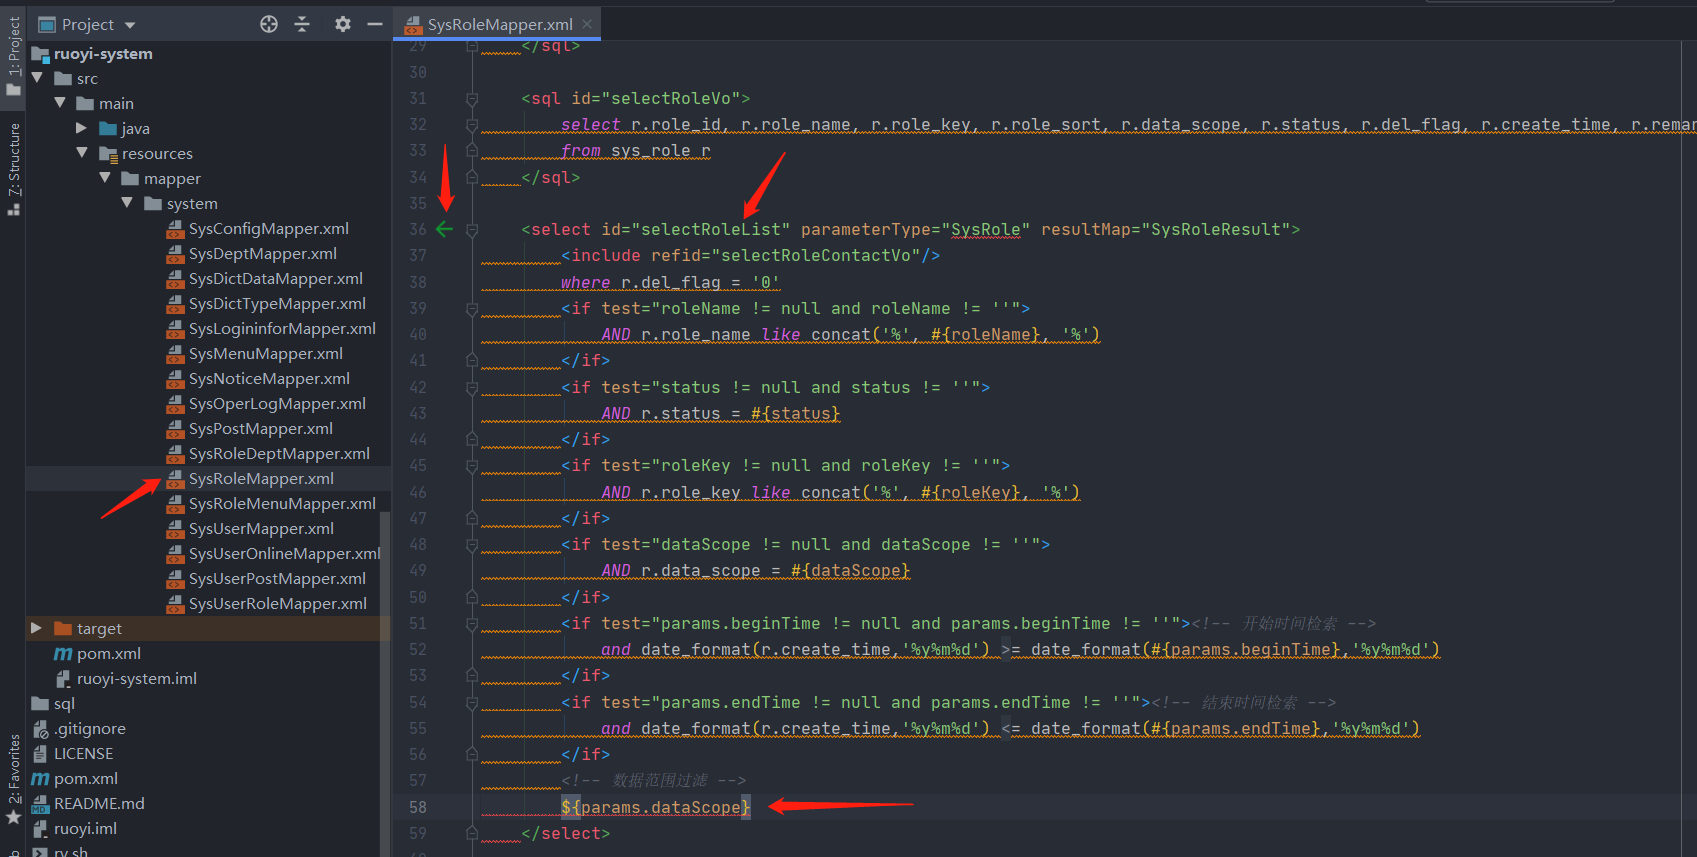 1: Project
7: Structure
2: Favorites
Project
ruoyi-system
src
main
java
resources
mapper
system
SysConfigMapper.xml
SysDeptMapper.xml
SysDictDataMapper.xml
SysDictTypeMapper.xml
SysLogininforMapper.xml
SysMenuMapper.xml
SysNoticeMapper.xml
SysOperLogMapper.xml
SysPostMapper.xml
SysRoleDeptMapper.xml
SysRoleMapper.xml
SysRoleMenuMapper.xml
SysUserMapper.xml
SysUserOnlineMapper.xml
SysUserPostMapper.xml
SysUserRoleMapper.xml
target
pom.xml
ruoyi-system.iml
sql
.gitignore
LICENSE
pom.xml
README.md
ruoyi.iml
ry.sh
SysRoleMapper.xml
29 </sql>
30
31 <sql id="selectRoleVo">
32 select r.role_id, r.role_name, r.role_key, r.role_sort, r.data_scope, r.status, r.del_flag, r.create_time, r.remar
33 from sys_role r
34 </sql>
35
36 <select id="selectRoleList" parameterType="SysRole" resultMap="SysRoleResult">
37 <include refid="selectRoleContactVo"/>
38 where r.del_flag = '0'
39 <if test="roleName != null and roleName != ''">
40 AND r.role_name like concat('%', #{roleName}, '%')
41 </if>
42 <if test="status != null and status != ''">
43 AND r.status = #{status}
44 </if>
45 <if test="roleKey != null and roleKey != ''">
46 AND r.role_key like concat('%', #{roleKey}, '%')
47 </if>
48 <if test="dataScope != null and dataScope != ''">
49 AND r.data_scope = #{dataScope}
50 </if>
51 <if test="params.beginTime != null and params.beginTime != ''"><!-- 开始时间检索 -->
52 and date_format(r.create_time,'%y%m%d') >= date_format(#{params.beginTime},'%y%m%d')
53 </if>
54 <if test="params.endTime != null and params.endTime != ''"><!-- 结束时间检索 -->
55 and date_format(r.create_time,'%y%m%d') <= date_format(#{params.endTime},'%y%m%d')
56 </if>
57 <!-- 数据范围过滤 -->
58 ${params.dataScope}
59 </select>